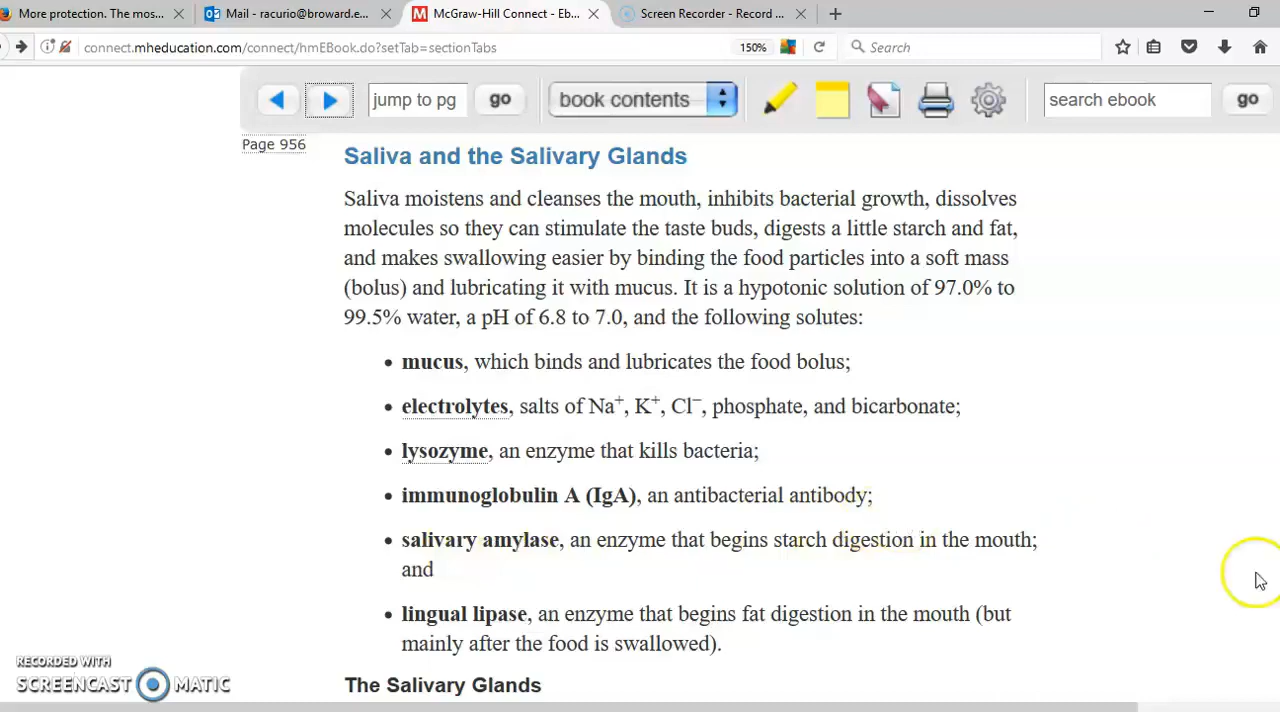 More protection. The mos...
Mail - racurio@broward.e...
McGraw-Hill Connect - Eb...
Screen Recorder - Record ...
connect.mheducation.com/connect/hmEBook.do?setTab=sectionTabs
150%
Search
jump to pg
go
book contents
search ebook
go
Page 956
Saliva and the Salivary Glands
Saliva moistens and cleanses the mouth, inhibits bacterial growth, dissolves
molecules so they can stimulate the taste buds, digests a little starch and fat,
and makes swallowing easier by binding the food particles into a soft mass
(bolus) and lubricating it with mucus. It is a hypotonic solution of 97.0% to
99.5% water, a pH of 6.8 to 7.0, and the following solutes:
• mucus, which binds and lubricates the food bolus;
• electrolytes, salts of Na⁺, K⁺, Cl⁻, phosphate, and bicarbonate;
• lysozyme, an enzyme that kills bacteria;
• immunoglobulin A (IgA), an antibacterial antibody;
• salivary amylase, an enzyme that begins starch digestion in the mouth;
and
• lingual lipase, an enzyme that begins fat digestion in the mouth (but
mainly after the food is swallowed).
The Salivary Glands
RECORDED WITH
SCREENCAST MATIC